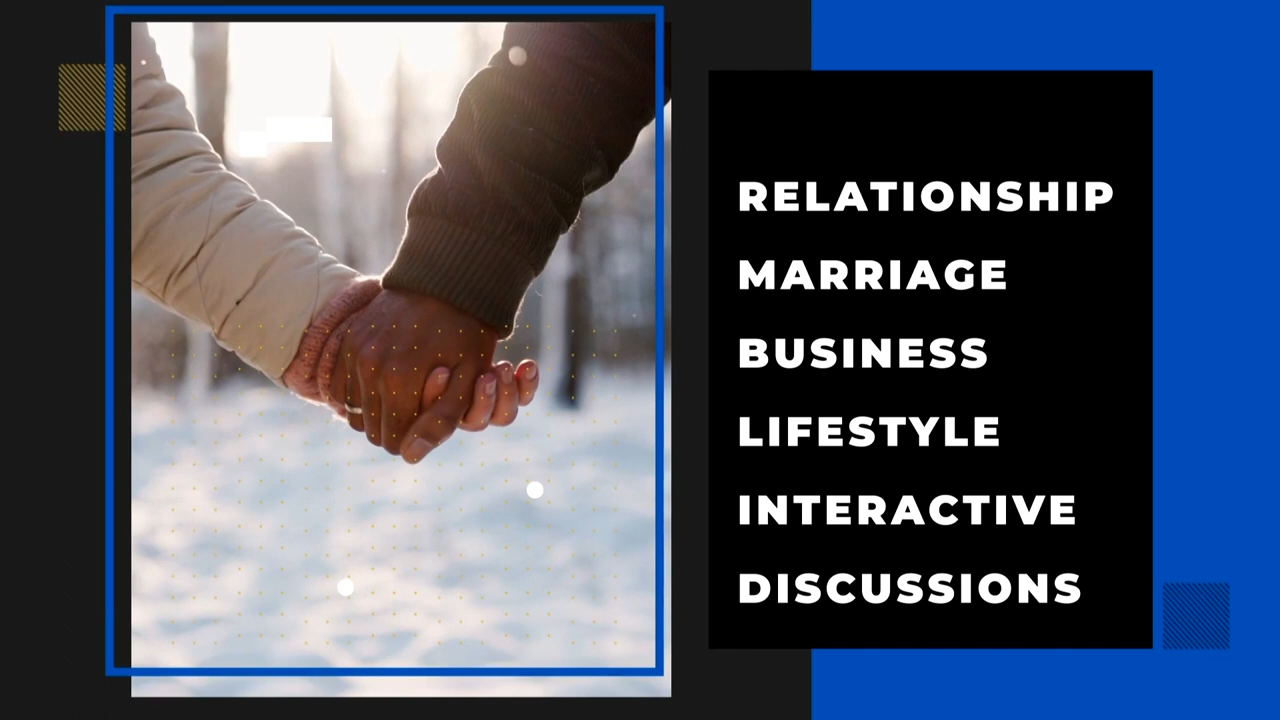 RELATIONSHIP
MARRIAGE
BUSINESS
LIFESTYLE
INTERACTIVE
DISCUSSIONS